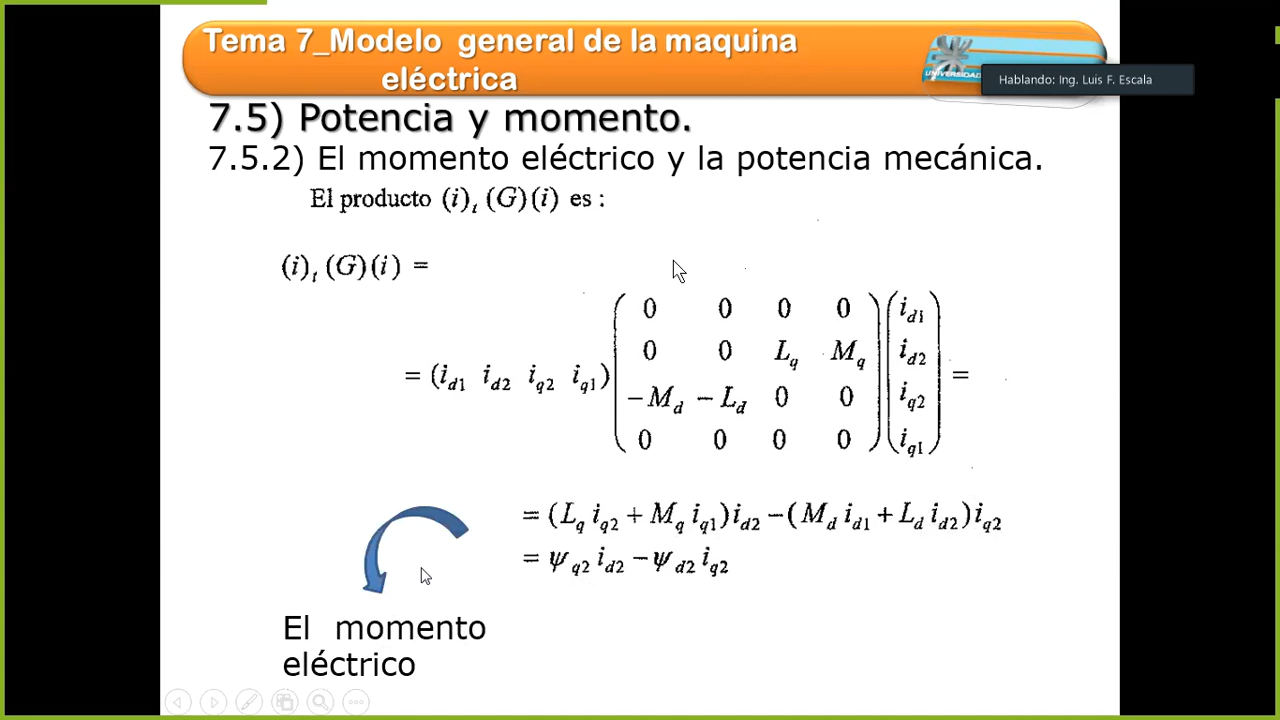 Tema 7_Modelo general de la maquina
eléctrica
UNIVERSIDAD
Hablando: Ing. Luis F. Escala
7.5) Potencia y momento.
7.5.2) El momento eléctrico y la potencia mecánica.
El producto (i)ₜ (G)(i) es :
(i)ₜ (G)(i) =
= (i_d1 i_d2 i_q2 i_q1) ( 0 0 0 0 ) ( i_d1 )
( 0 0 L_q M_q ) ( i_d2 )
( −M_d −L_d 0 0 ) ( i_q2 ) =
( 0 0 0 0 ) ( i_q1 )
= (L_q i_q2 + M_q i_q1) i_d2 − (M_d i_d1 + L_d i_d2) i_q2
= ψ_q2 i_d2 − ψ_d2 i_q2
El momento
eléctrico